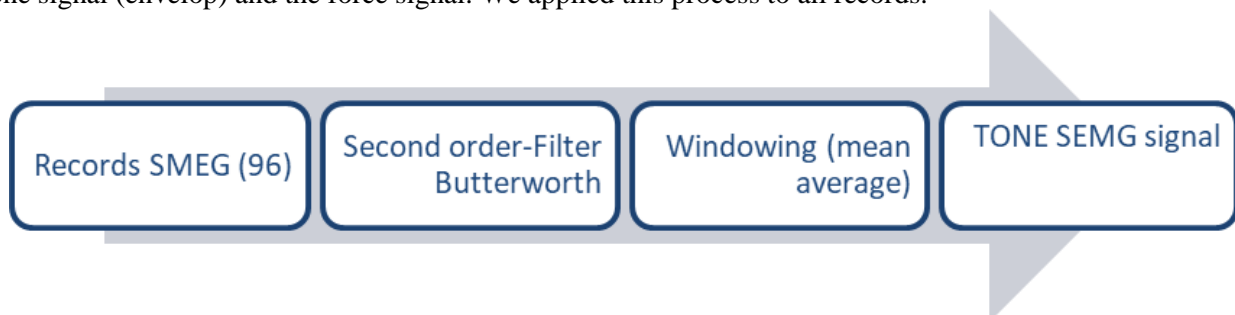 one signal (envelop) and the force signal. We applied this process to all records.
Records SMEG (96)
Second order-Filter
Butterworth
Windowing (mean
average)
TONE SEMG signal